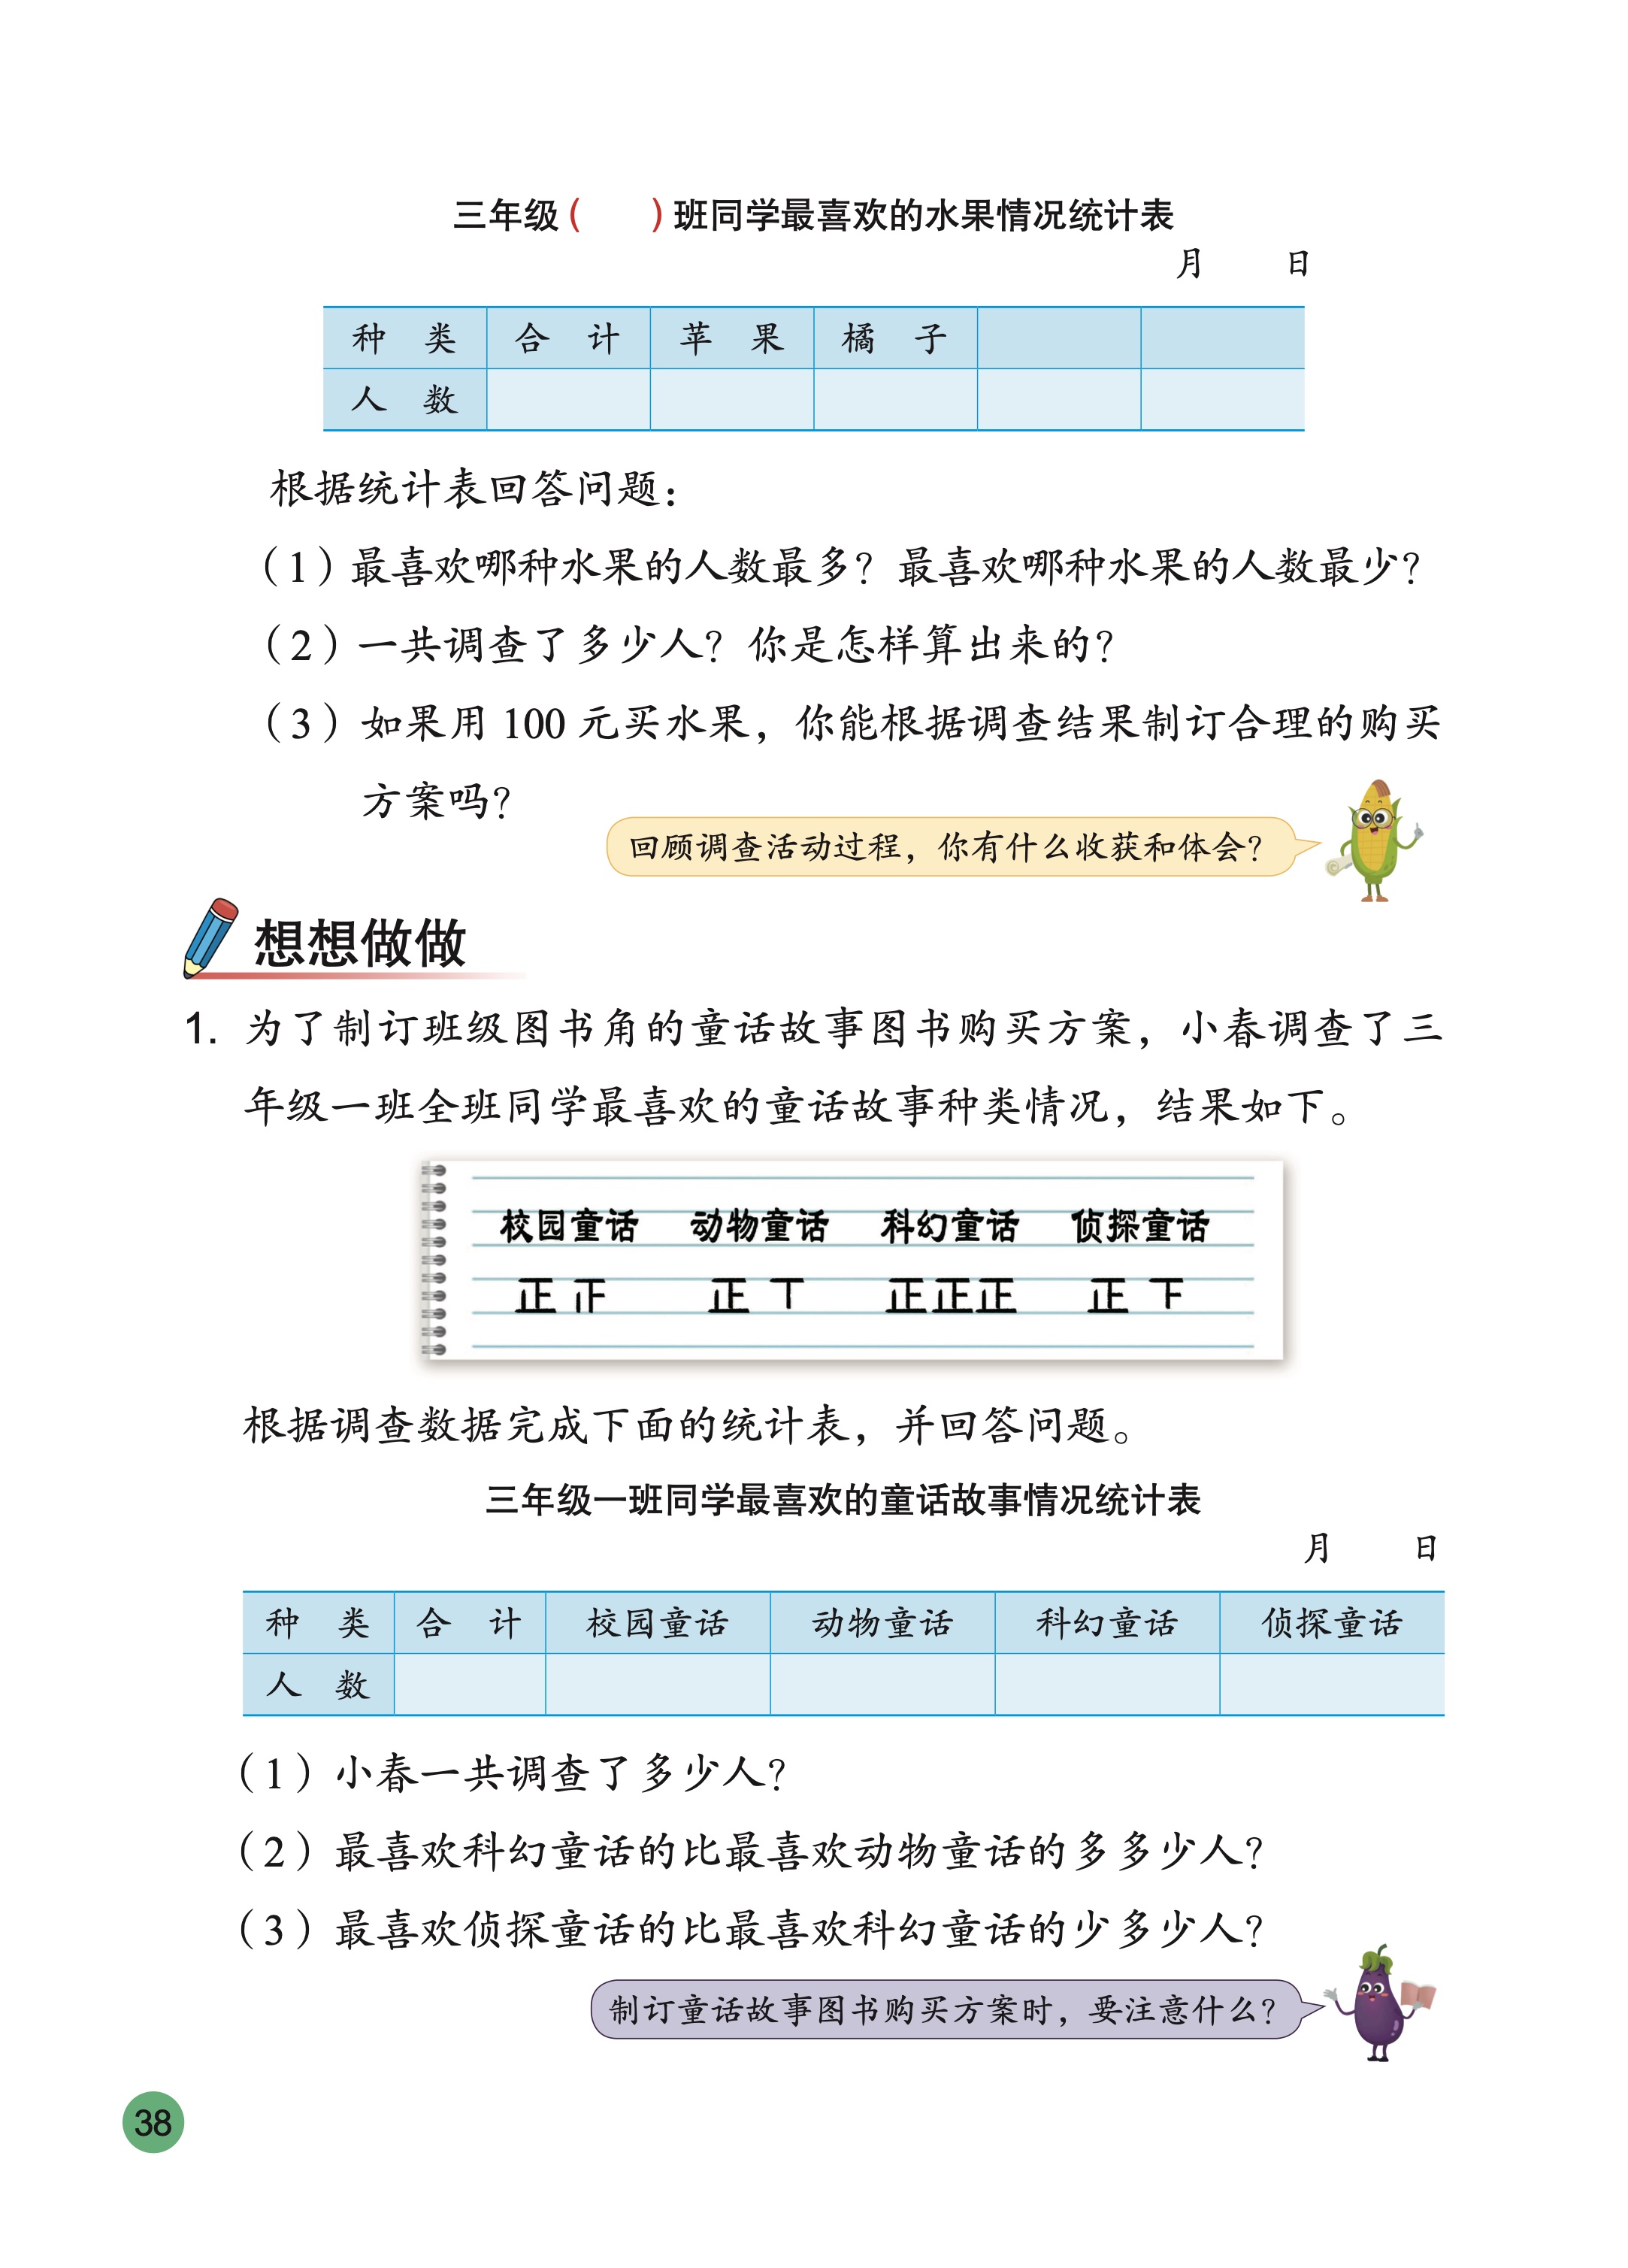 三年级（　　）班同学最喜欢的水果情况统计表
月　　日
种　类　合　计　苹　果　橘　子
人　数
根据统计表回答问题：
（1）最喜欢哪种水果的人数最多？最喜欢哪种水果的人数最少？
（2）一共调查了多少人？你是怎样算出来的？
（3）如果用 100 元买水果，你能根据调查结果制订合理的购买
方案吗？
回顾调查活动过程，你有什么收获和体会？
想想做做
1. 为了制订班级图书角的童话故事图书购买方案，小春调查了三
年级一班全班同学最喜欢的童话故事种类情况，结果如下。
校园童话　动物童话　科幻童话　侦探童话
正　正　丅　正正正　正　下
根据调查数据完成下面的统计表，并回答问题。
三年级一班同学最喜欢的童话故事情况统计表
月　　日
种　类　合　计　校园童话　动物童话　科幻童话　侦探童话
人　数
（1）小春一共调查了多少人？
（2）最喜欢科幻童话的比最喜欢动物童话的多多少人？
（3）最喜欢侦探童话的比最喜欢科幻童话的少多少人？
制订童话故事图书购买方案时，要注意什么？
38